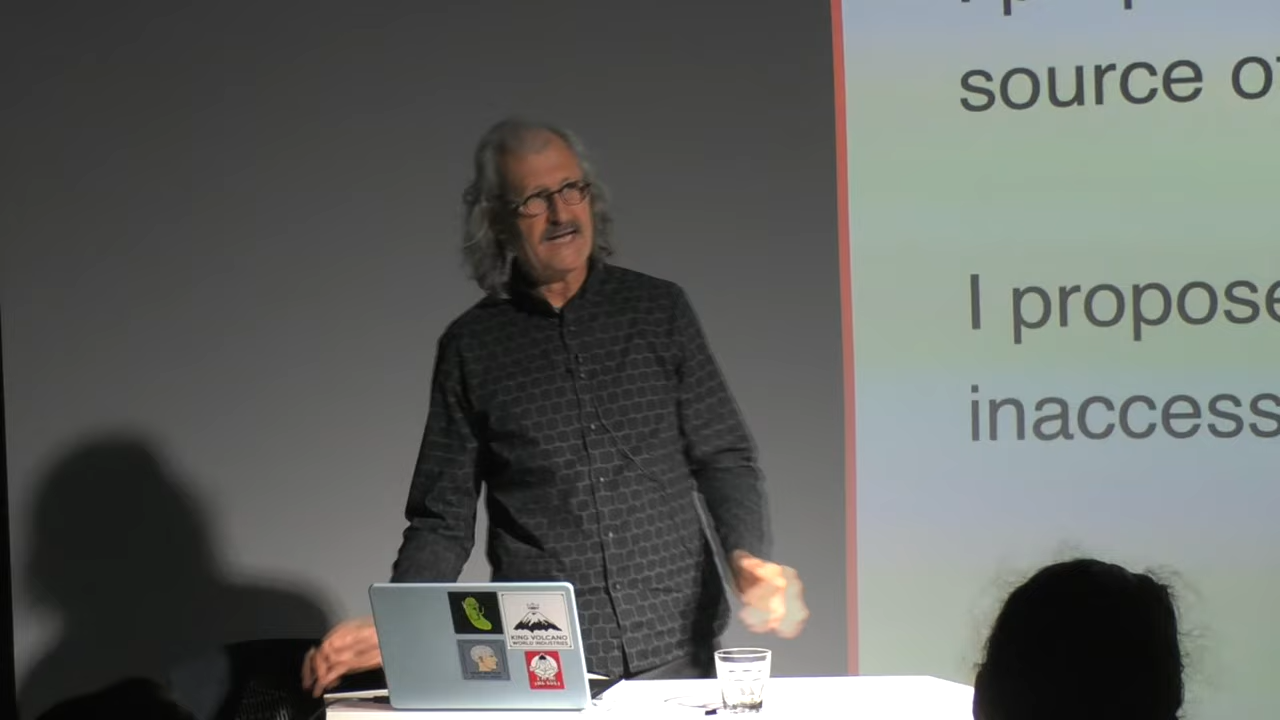 source of
I propose
inaccess
KING VOLCANO
WORLD INDUSTRIES